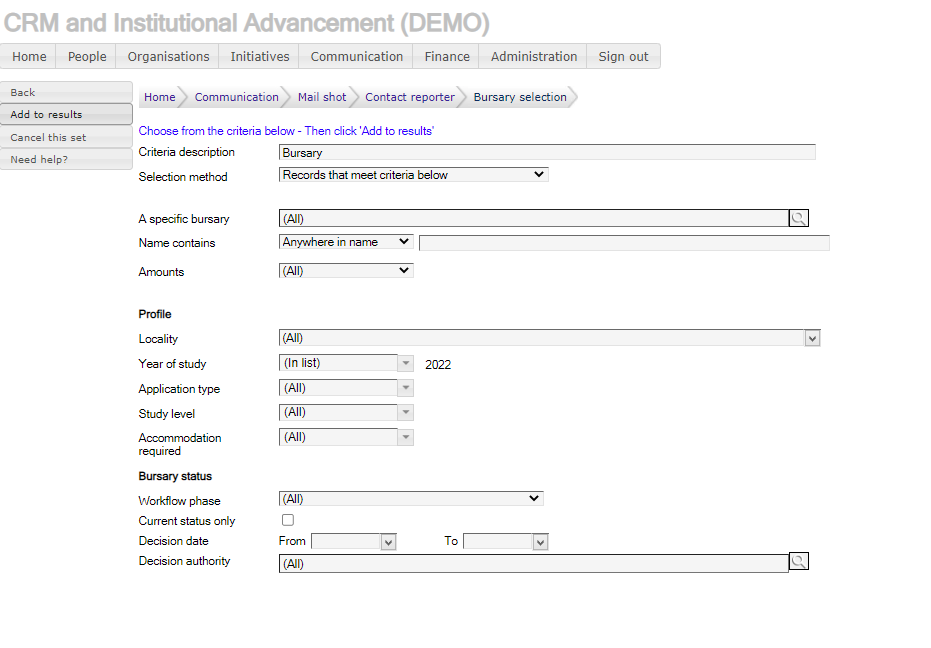 CRM and Institutional Advancement (DEMO)
Home People Organisations Initiatives Communication Finance Administration Sign out
Back
Add to results
Cancel this set
Need help?
Home Communication Mail shot Contact reporter Bursary selection
Choose from the criteria below - Then click 'Add to results'
Criteria description Bursary
Selection method Records that meet criteria below
A specific bursary (All)
Name contains Anywhere in name
Amounts (All)
Profile
Locality (All)
Year of study (In list) 2022
Application type (All)
Study level (All)
Accommodation
required (All)
Bursary status
Workflow phase (All)
Current status only
Decision date From To
Decision authority (All)